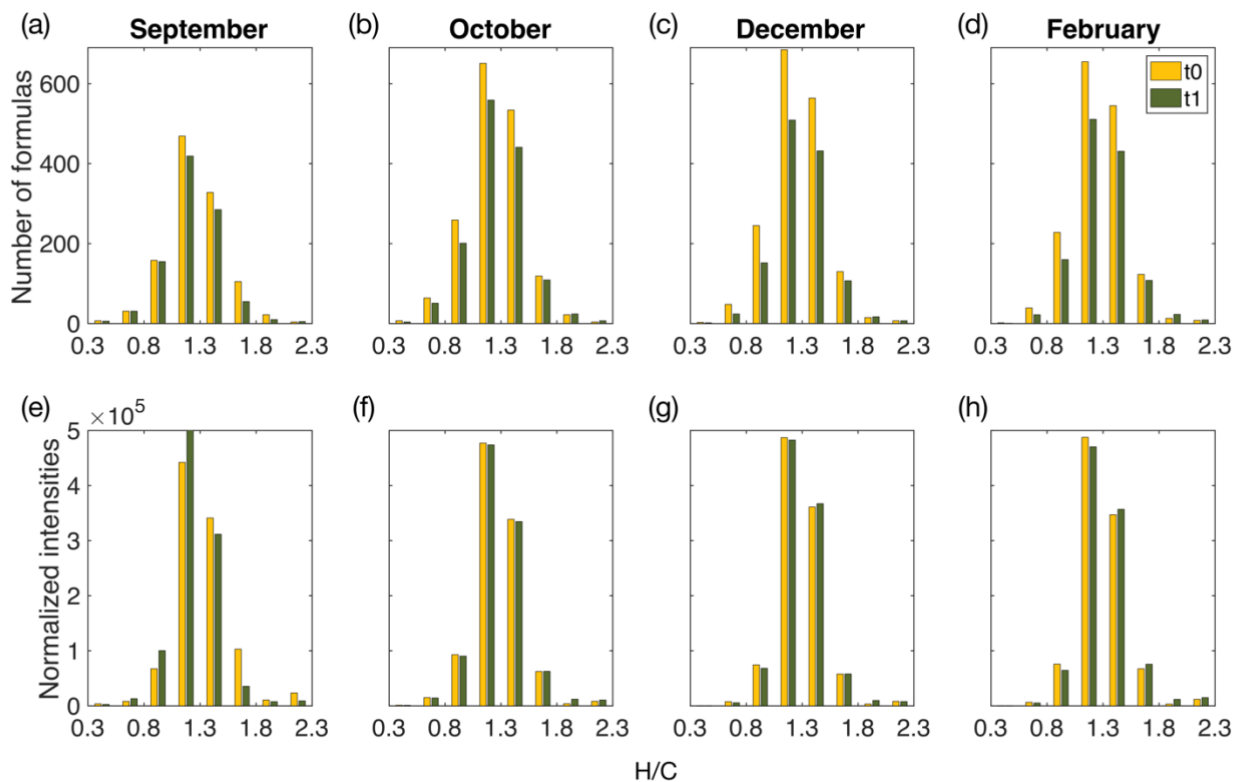 (a) September (b) October (c) December (d) February
t0
t1
Number of formulas
600
400
200
0
0.3 0.8 1.3 1.8 2.3 0.3 0.8 1.3 1.8 2.3 0.3 0.8 1.3 1.8 2.3 0.3 0.8 1.3 1.8 2.3
(e) (f) (g) (h)
×10⁵
Normalized intensities
5
4
3
2
1
0
0.3 0.8 1.3 1.8 2.3 0.3 0.8 1.3 1.8 2.3 0.3 0.8 1.3 1.8 2.3 0.3 0.8 1.3 1.8 2.3
H/C